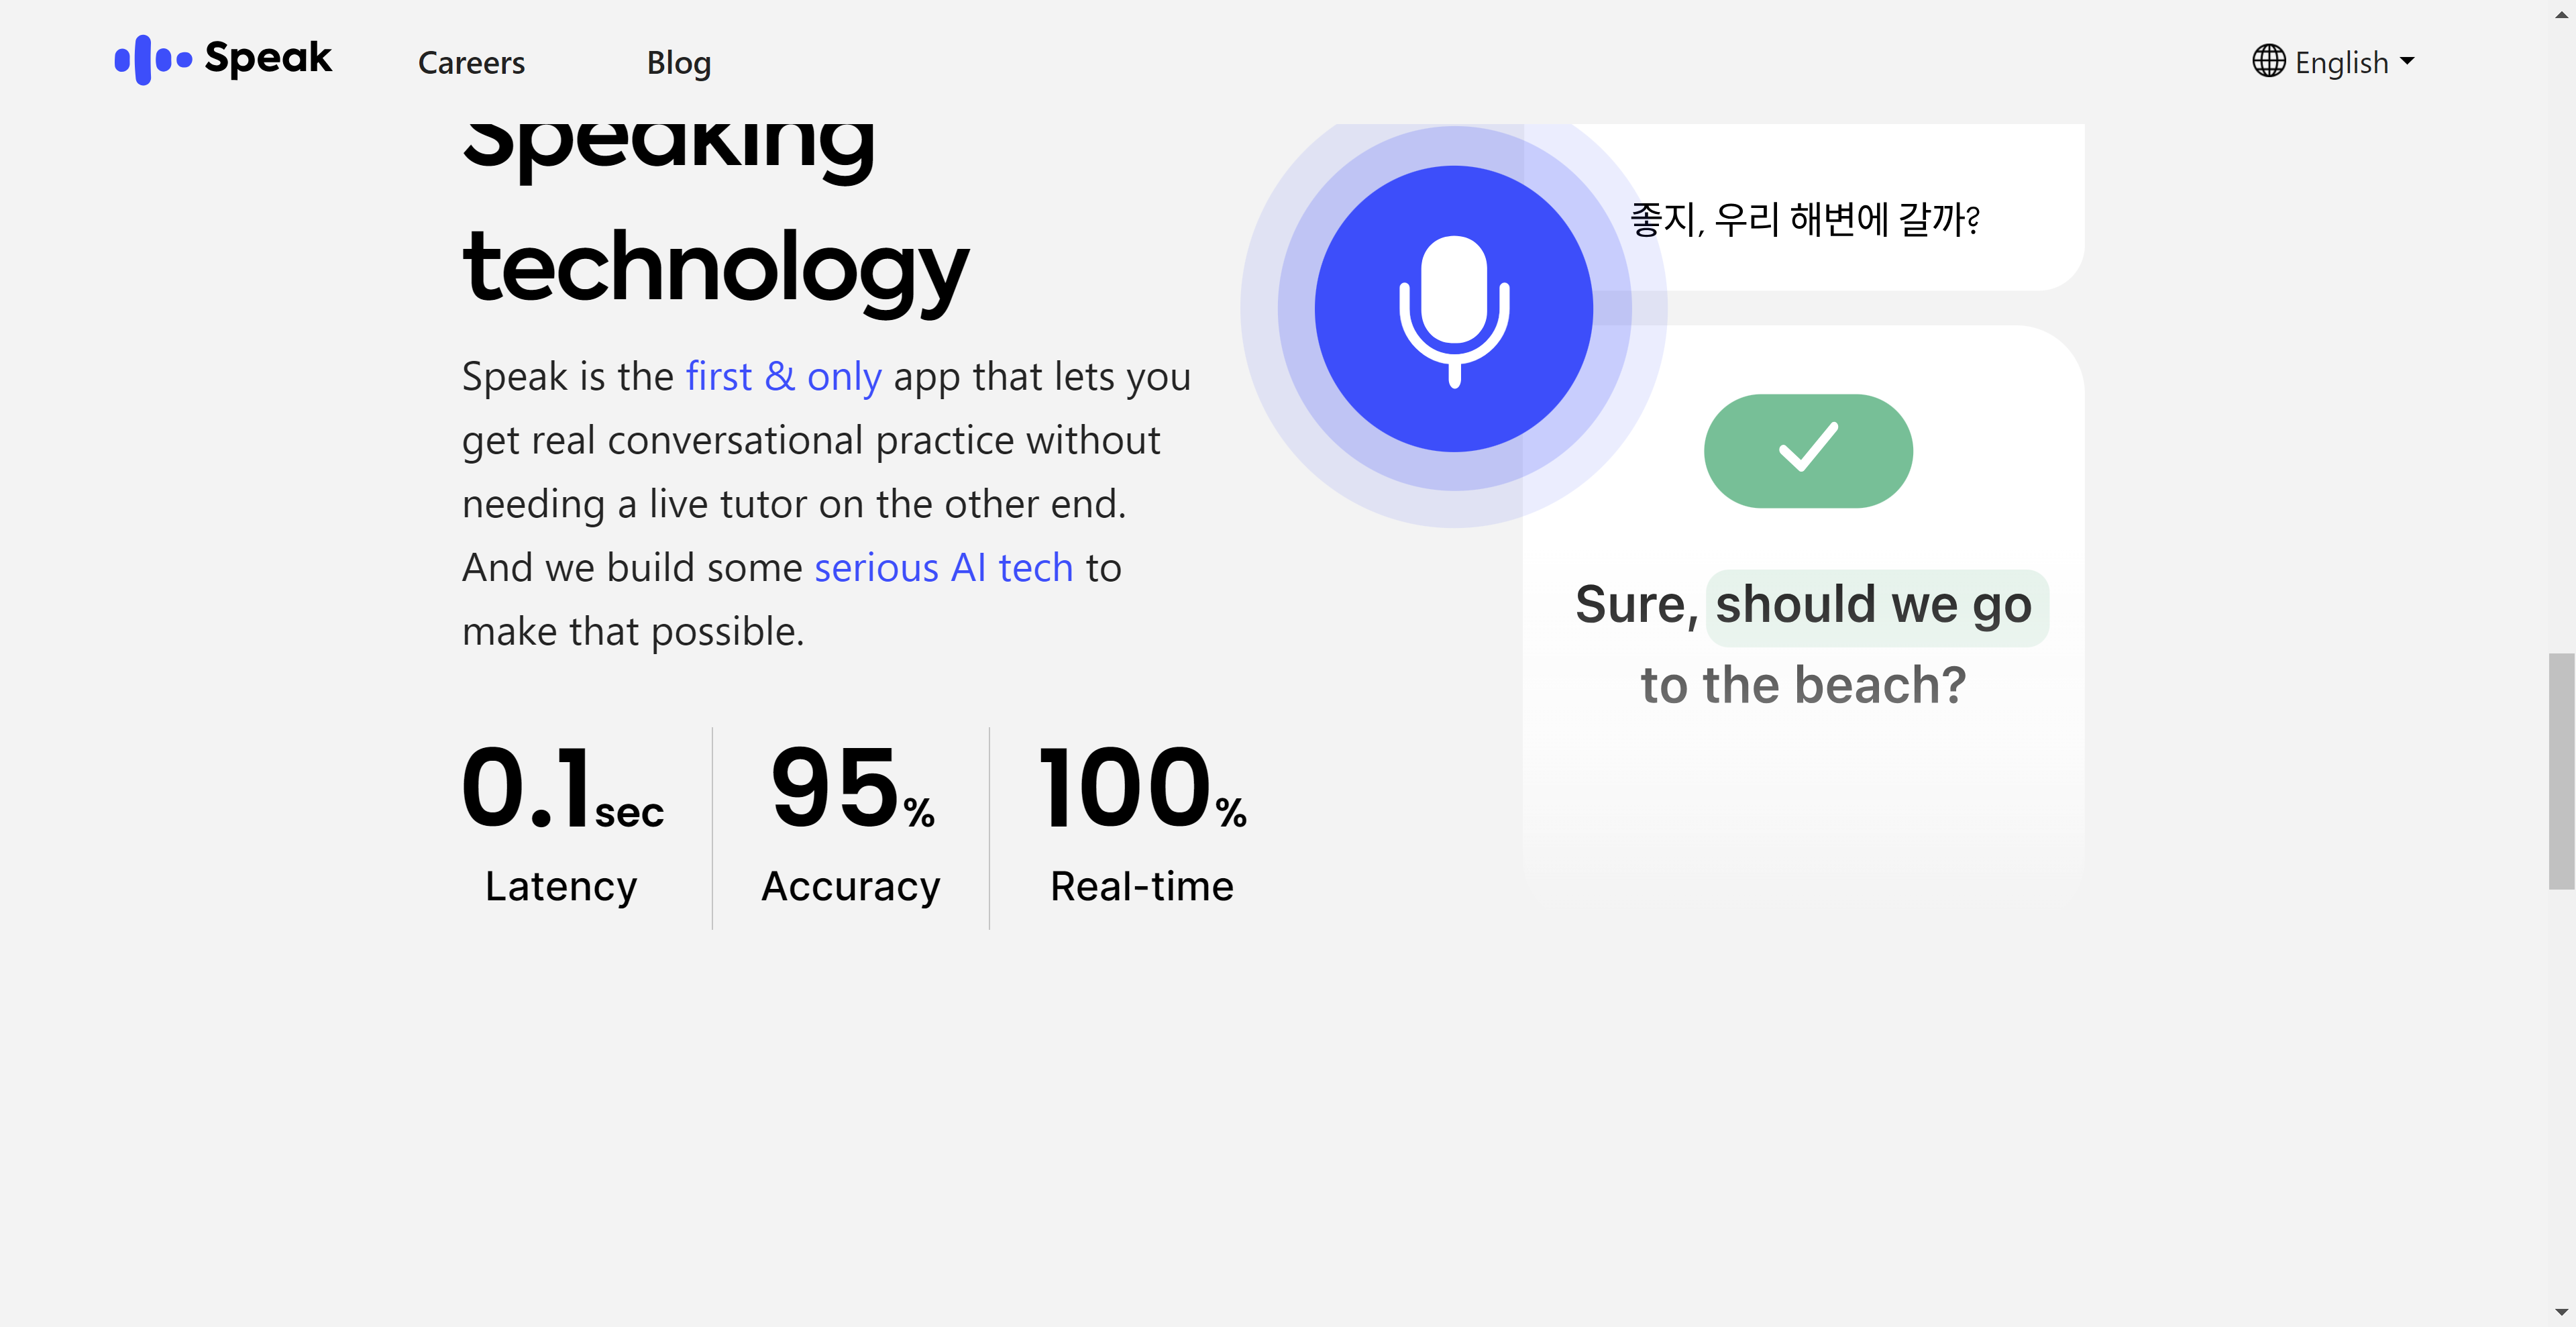 Speak
Careers
Blog
English
Speaking
technology
Speak is the first & only app that lets you
get real conversational practice without
needing a live tutor on the other end.
And we build some serious AI tech to
make that possible.
0.1sec
Latency
95%
Accuracy
100%
Real-time
좋지, 우리 해변에 갈까?
Sure, should we go
to the beach?